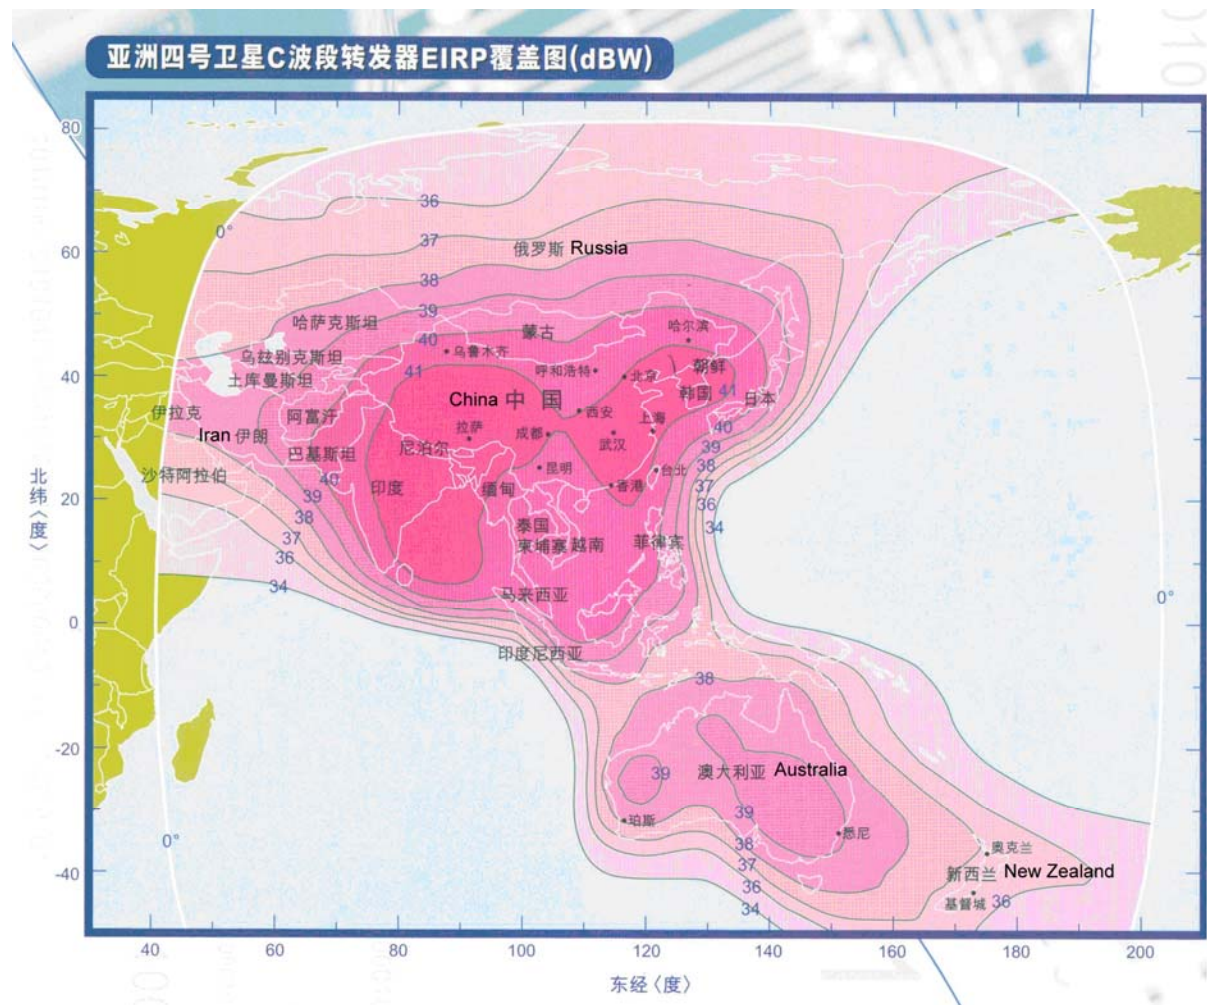 亚洲四号卫星C波段转发器EIRP覆盖图(dBW)
80
60
40
20
0
-20
-40
北纬〈度〉
36
0°
37
俄罗斯 Russia
38
39
哈萨克斯坦
蒙古
哈尔滨
40
乌鲁木齐
乌兹别克斯坦
呼和浩特
北京
朝鲜
41
土库曼斯坦
China 中国
韩国
41
日本
伊拉克
阿富汗
西安
上海
40
Iran 伊朗
拉萨
成都
武汉
39
巴基斯坦
尼泊尔
38
沙特阿拉伯
昆明
台北
40
印度
缅甸
香港
37
39
36
38
泰国
34
37
柬埔寨
越南
菲律宾
36
34
马来西亚
0°
印度尼西亚
38
39
澳大利亚 Australia
39
珀斯
悉尼
0°
38
奥克兰
37
新西兰 New Zealand
36
基督城
36
34
40
60
80
100
120
140
160
180
200
东经〈度〉